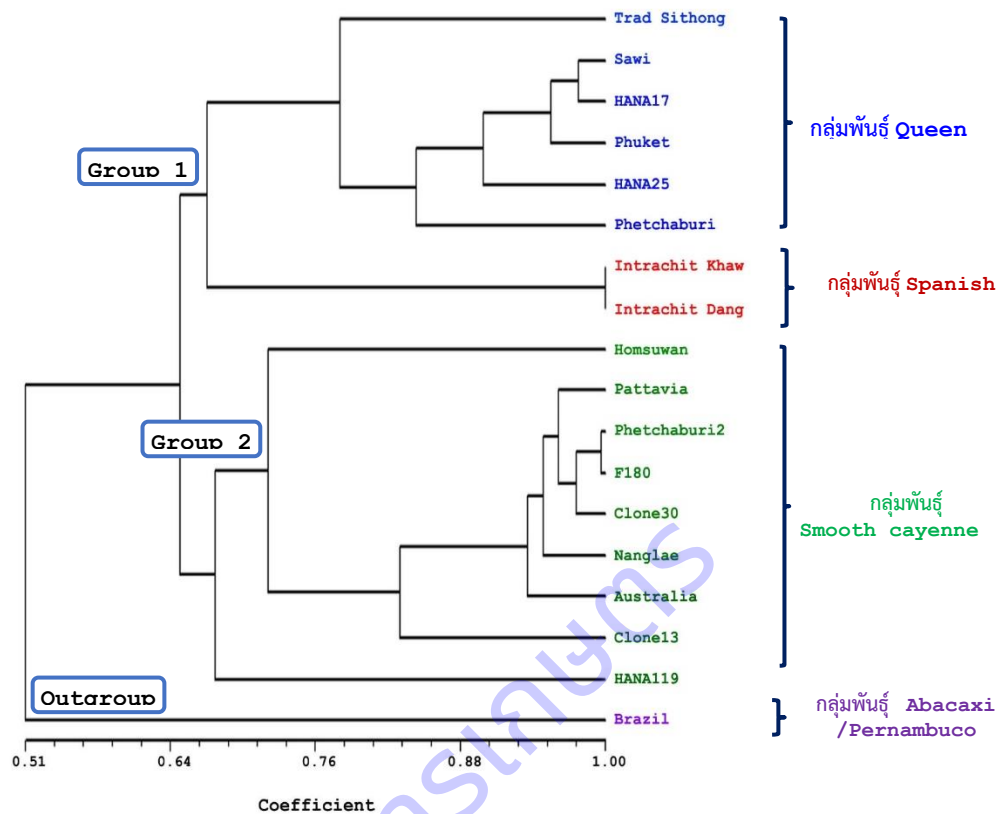 Trad Sithong
Sawi
HANA17
Phuket
HANA25
Phetchaburi
กลุ่มพันธุ์ Queen
Group 1
Intrachit Khaw
Intrachit Dang
กลุ่มพันธุ์ Spanish
Homsuwan
Pattavia
Phetchaburi2
F180
Clone30
Nanglae
Australia
Clone13
HANA119
กลุ่มพันธุ์
Smooth cayenne
Group 2
Outgroup
Brazil
กลุ่มพันธุ์ Abacaxi
/Pernambuco
0.51 0.64 0.76 0.88 1.00
Coefficient